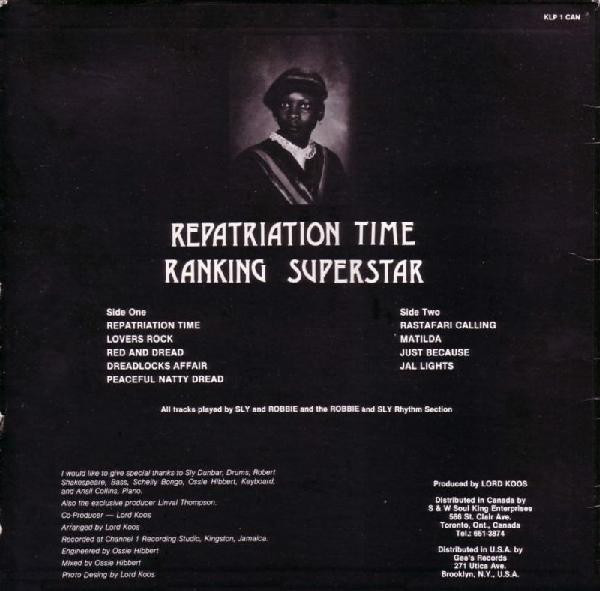 KLP 1 CAN
REPATRIATION TIME
RANKING SUPERSTAR
Side One
REPATRIATION TIME
LOVERS ROCK
RED AND DREAD
DREADLOCKS AFFAIR
PEACEFUL NATTY DREAD
Side Two
RASTAFARI CALLING
MATILDA
JUST BECAUSE
JAL LIGHTS
All tracks played by SLY and ROBBIE and the ROBBIE and SLY Rhythm Section
I would like to give special thanks to Sly Dunbar, Drums, Robert
Shakespeare, Bass, Schelly Bongo, Ossie Hibbert, Keyboard,
and Ansil Collins, Piano.
Also the exclusive producer Linval Thompson.
Co-Producer — Lord Koos
Arranged by Lord Koos
Recorded at Channel 1 Recording Studio, Kingston, Jamaica.
Engineered by Ossie Hibbert
Mixed by Ossie Hibbert
Photo Desing by Lord Koos
Produced by LORD KOOS
Distributed in Canada by
S & W Soul King Enterprises
566 St. Clair Ave.
Toronto, Ont., Canada
Tel.: 651-3874
Distributed in U.S.A. by
Gee's Records
271 Utica Ave.
Brooklyn, N.Y., U.S.A.